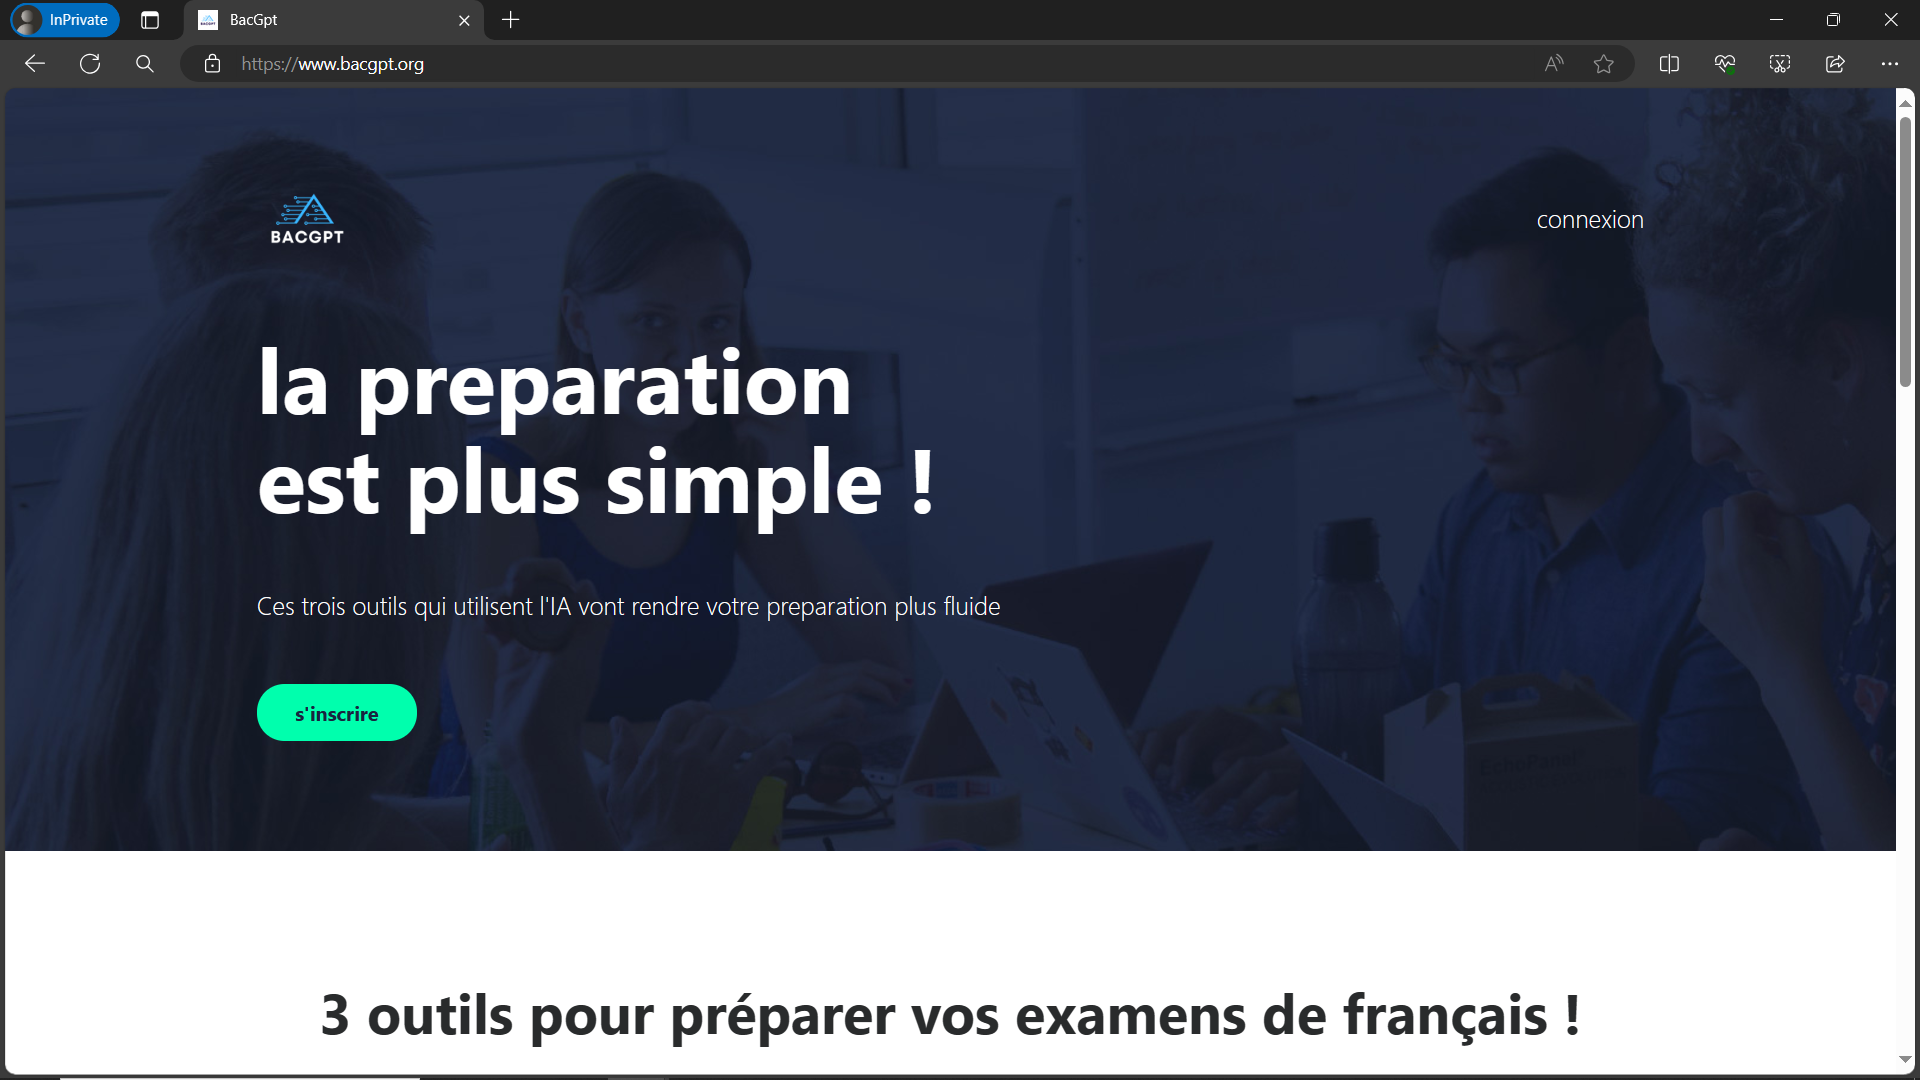 InPrivate
BacGpt
https://www.bacgpt.org
BACGPT
connexion
la preparation
est plus simple !
Ces trois outils qui utilisent l'IA vont rendre votre preparation plus fluide
s'inscrire
EchoPanel
3 outils pour préparer vos examens de français !